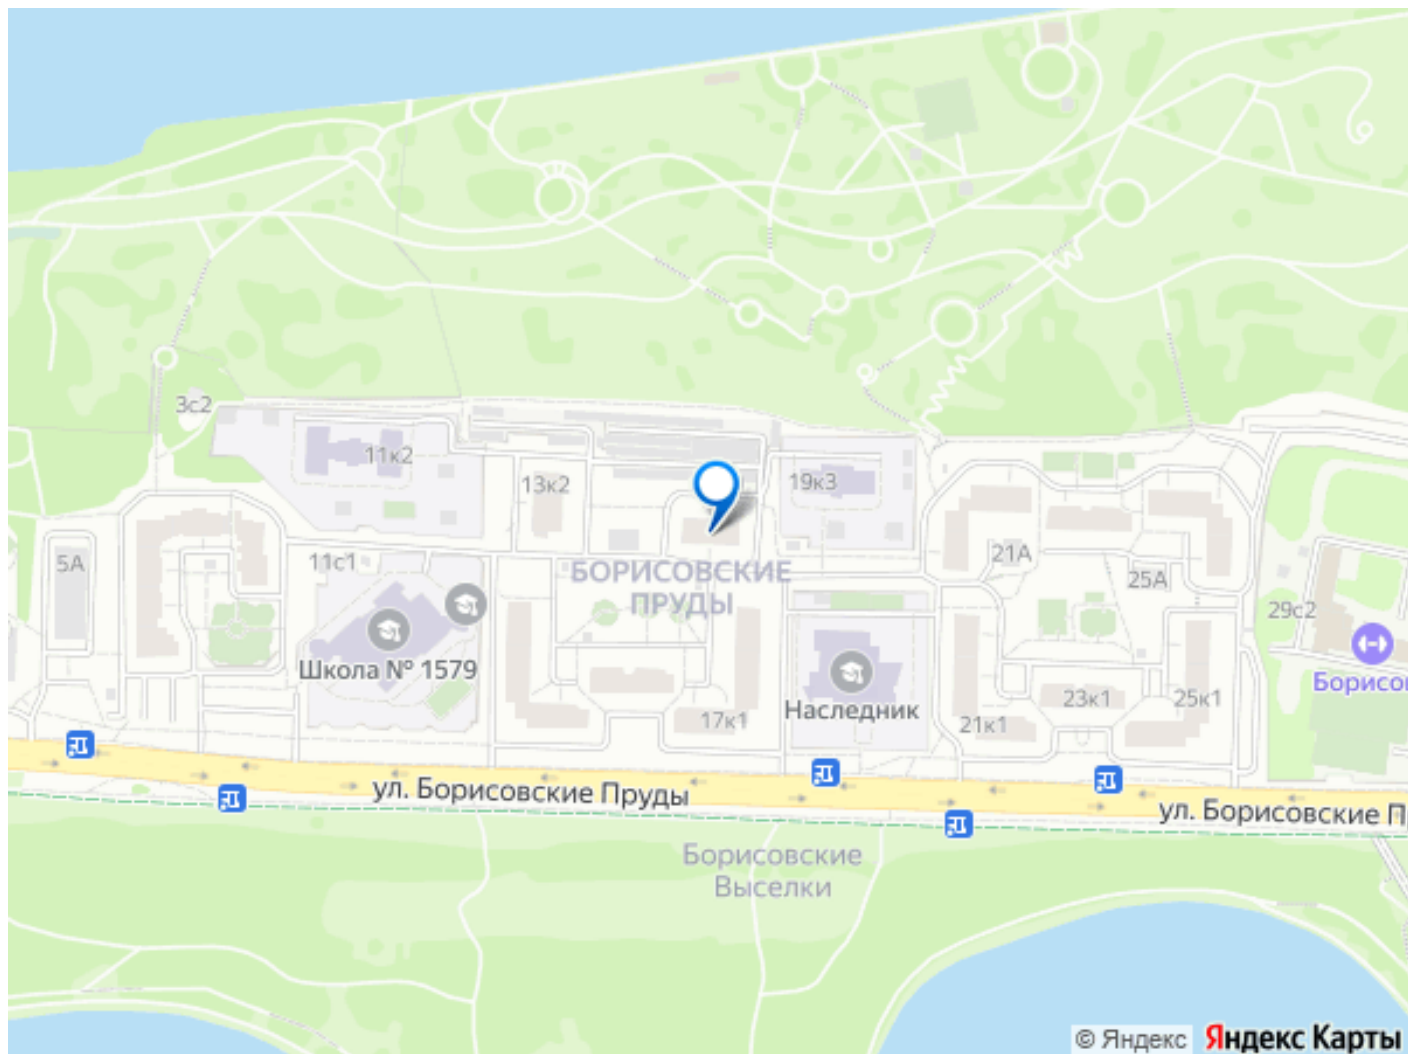 3с2
11к2
13к2
19к3
5А
11с1
БОРИСОВСКИЕ
ПРУДЫ
21А
25А
29с2
Школа № 1579
Наследник
17к1
21к1
23к1
25к1
Борисо
ул. Борисовские Пруды
ул. Борисовские П
Борисовские
Выселки
© Яндекс Яндекс Карты